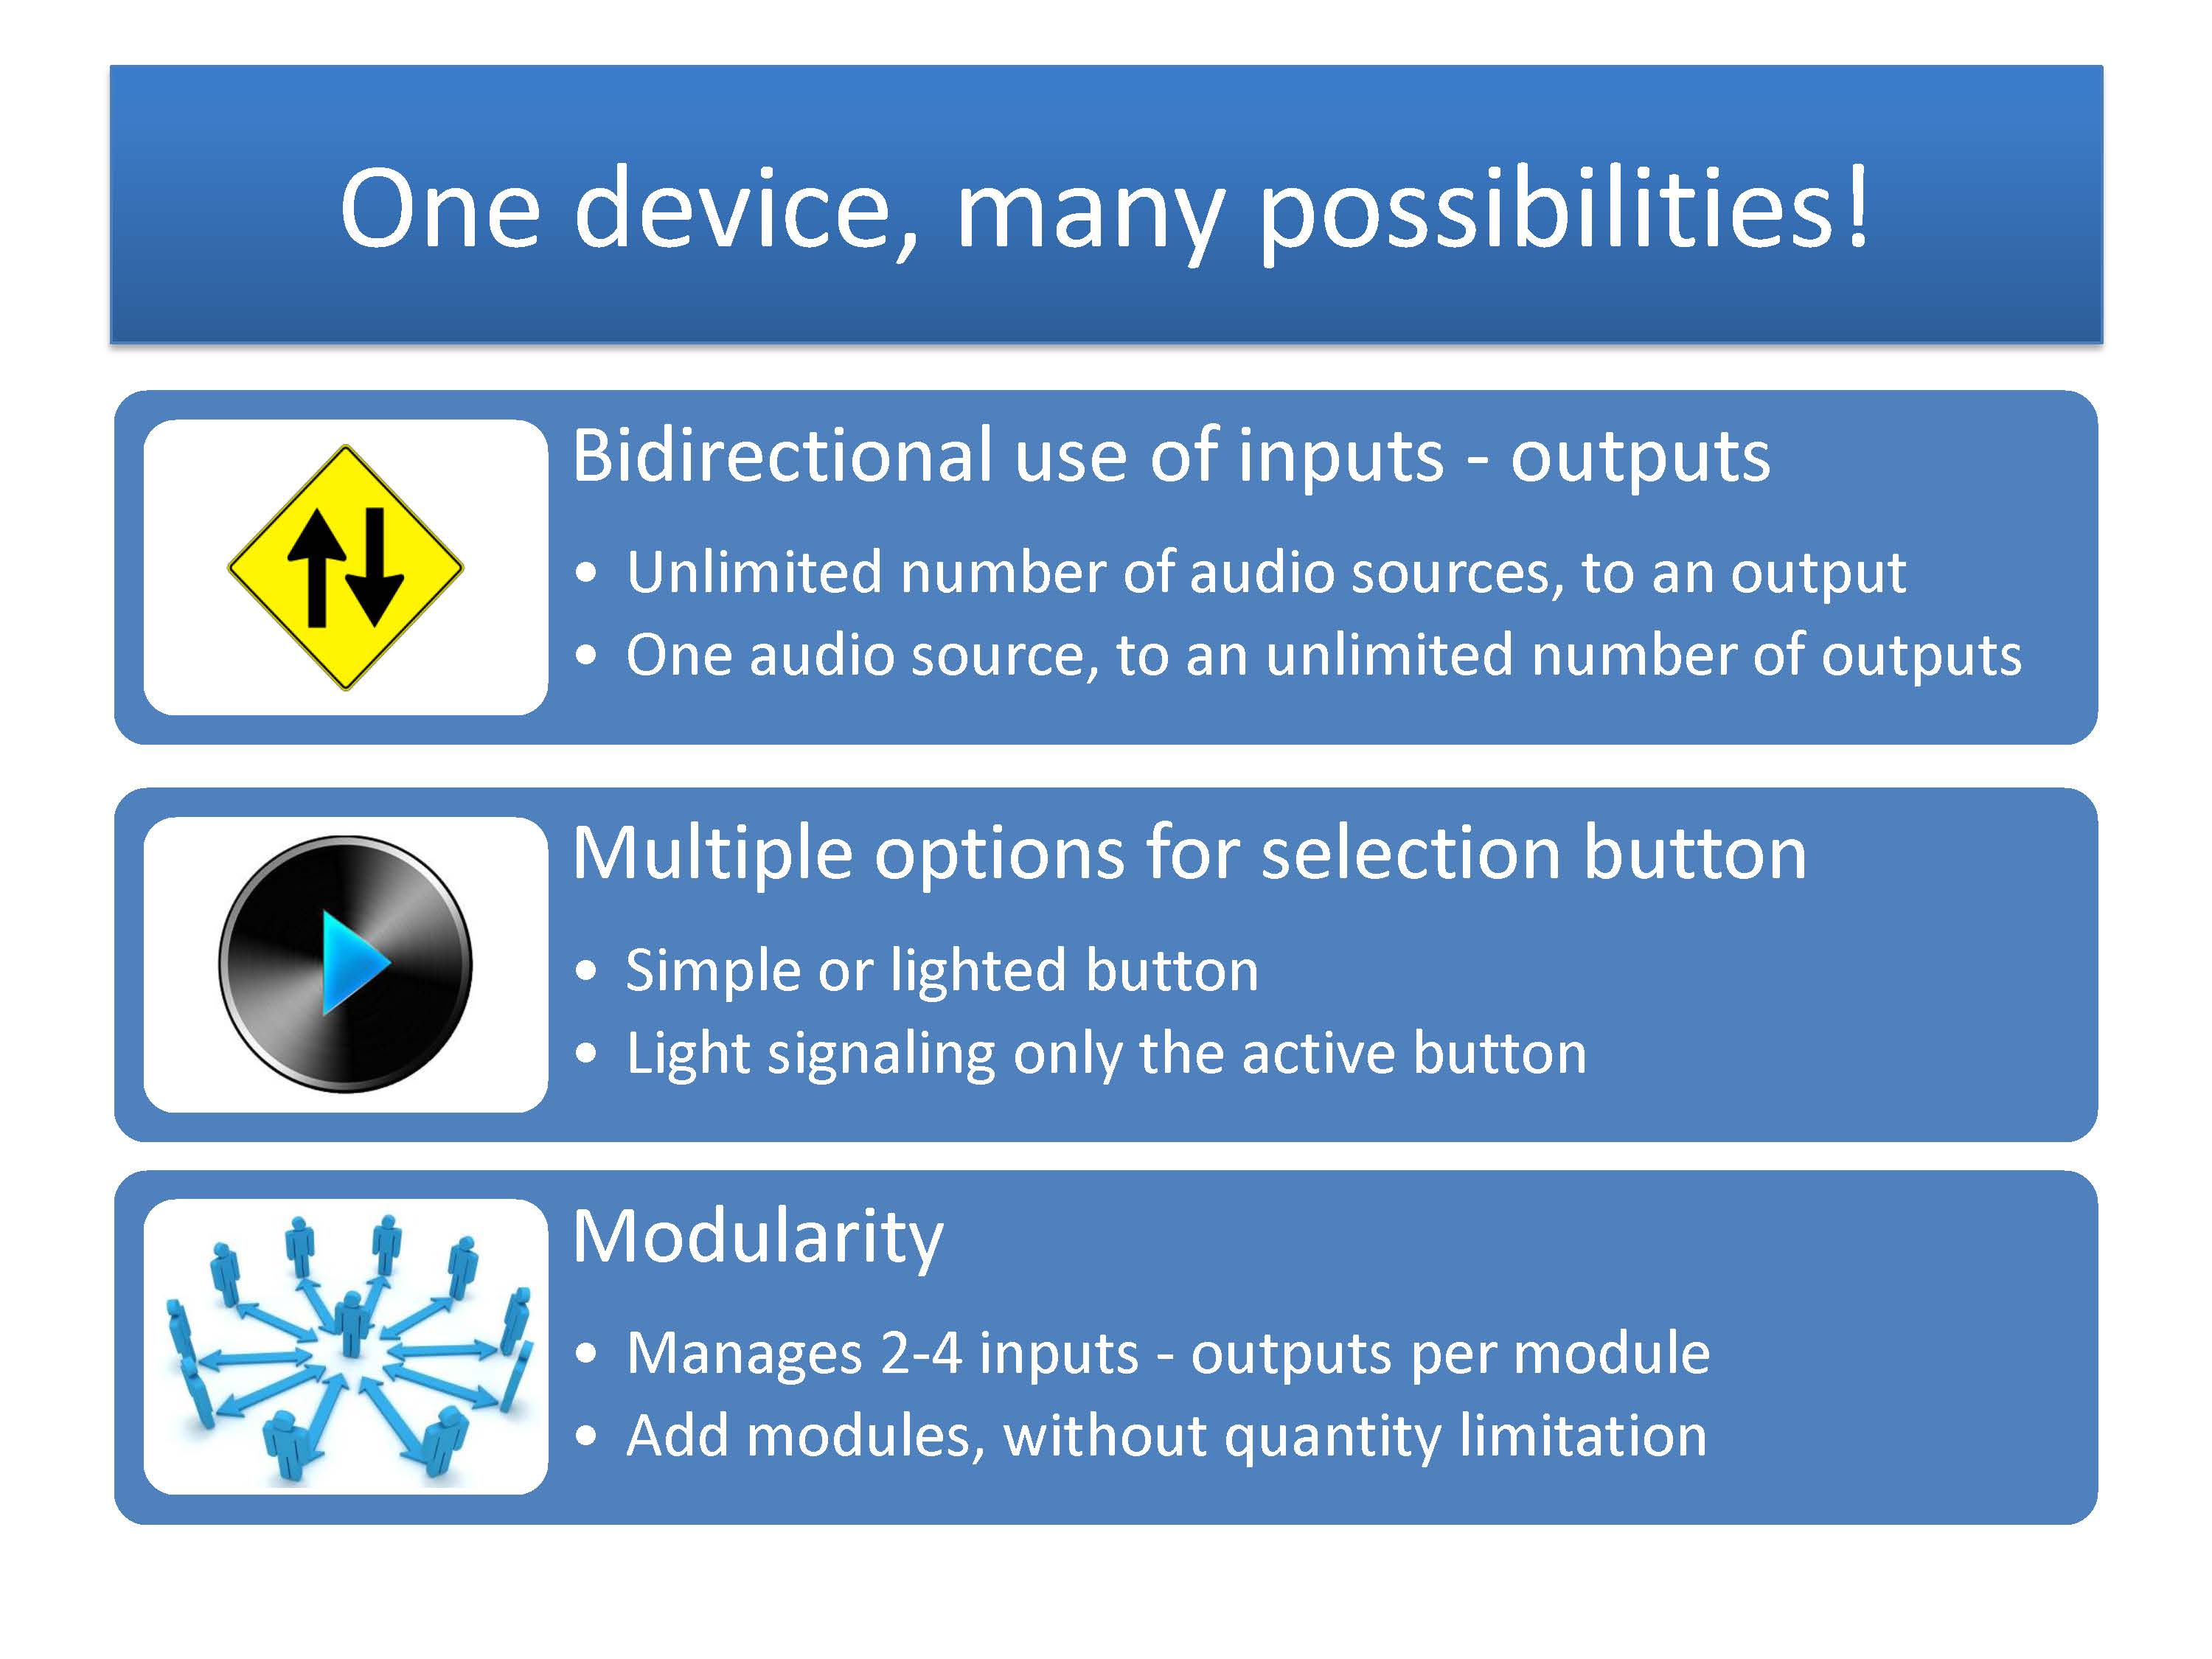 One device, many possibilities!
Bidirectional use of inputs - outputs
• Unlimited number of audio sources, to an output
• One audio source, to an unlimited number of outputs
Multiple options for selection button
• Simple or lighted button
• Light signaling only the active button
Modularity
• Manages 2-4 inputs - outputs per module
• Add modules, without quantity limitation